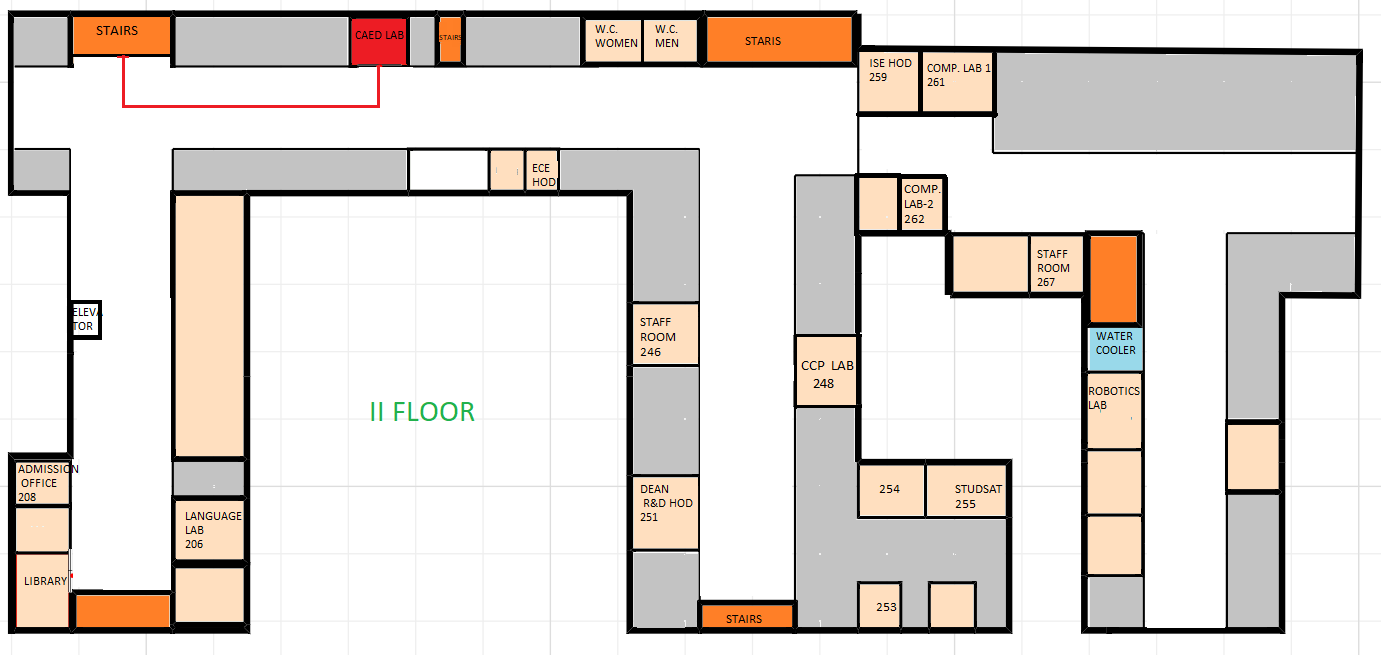 STAIRS
CAED LAB
STAIRS
W.C.
WOMEN
W.C.
MEN
STARIS
ISE HOD
259
COMP. LAB 1
261
ECE
HOD
COMP.
LAB-2
262
STAFF
ROOM
267
ELEVA
TOR
STAFF
ROOM
246
WATER
COOLER
CCP LAB
248
ROBOTICS
LAB
II FLOOR
ADMISSION
OFFICE
208
LANGUAGE
LAB
206
DEAN
R&D HOD
251
254
STUDSAT
255
LIBRARY
253
STAIRS